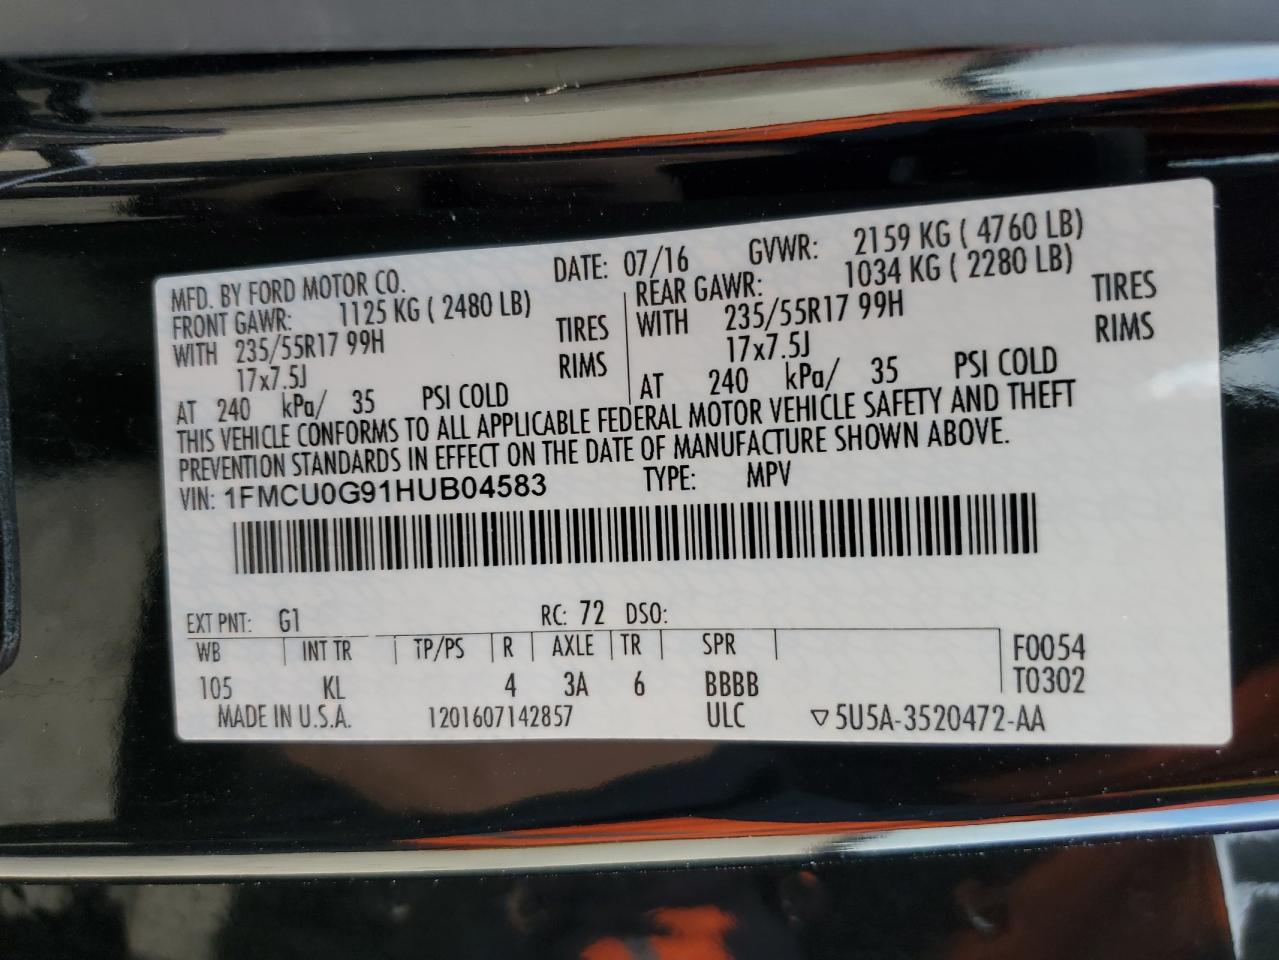 MFD. BY FORD MOTOR CO. DATE: 07/16 GVWR: 2159 KG ( 4760 LB)
FRONT GAWR: 1125 KG ( 2480 LB) REAR GAWR: 1034 KG ( 2280 LB)
WITH 235/55R17 99H TIRES WITH 235/55R17 99H TIRES
17x7.5J RIMS 17x7.5J RIMS
AT 240 kPa/ 35 PSI COLD AT 240 kPa/ 35 PSI COLD
THIS VEHICLE CONFORMS TO ALL APPLICABLE FEDERAL MOTOR VEHICLE SAFETY AND THEFT
PREVENTION STANDARDS IN EFFECT ON THE DATE OF MANUFACTURE SHOWN ABOVE.
VIN: 1FMCU0G91HUB04583 TYPE: MPV
EXT PNT: G1 RC: 72 DSO:
WB INT TR TP/PS R AXLE TR SPR F0054
105 KL 4 3A 6 BBBB T0302
MADE IN U.S.A. 1201607142857 ULC ▽5U5A-3520472-AA